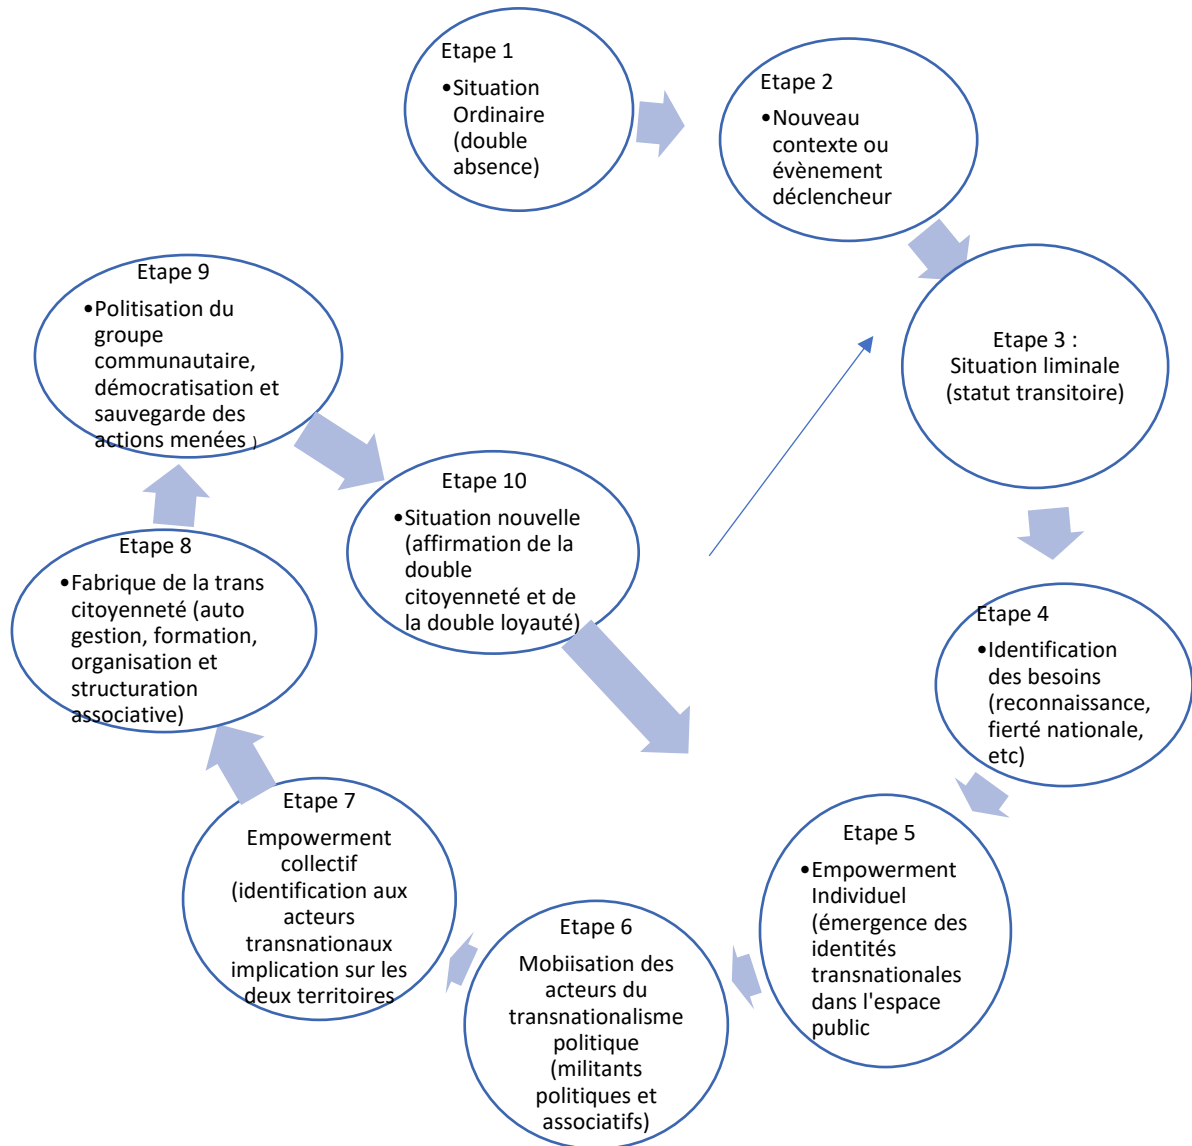 Etape 1
•Situation
Ordinaire
(double
absence)
Etape 2
•Nouveau
contexte ou
évènement
déclencheur
Etape 3 :
Situation liminale
(statut transitoire)
Etape 4
•Identification
des besoins
(reconnaissance,
fierté nationale,
etc)
Etape 5
•Empowerment
Individuel
(émergence des
identités
transnationales
dans l'espace
public
Etape 6
Mobiisation des
acteurs du
transnationalisme
politique
(militants
politiques et
associatifs)
Etape 7
Empowerment
collectif
(identification aux
acteurs
transnationaux
implication sur les
deux territoires
Etape 8
•Fabrique de la trans
citoyenneté (auto
gestion, formation,
organisation et
structuration
associative)
Etape 9
•Politisation du
groupe
communautaire,
démocratisation et
sauvegarde des
actions menées )
Etape 10
•Situation nouvelle
(affirmation de la
double
citoyenneté et de
la double loyauté)